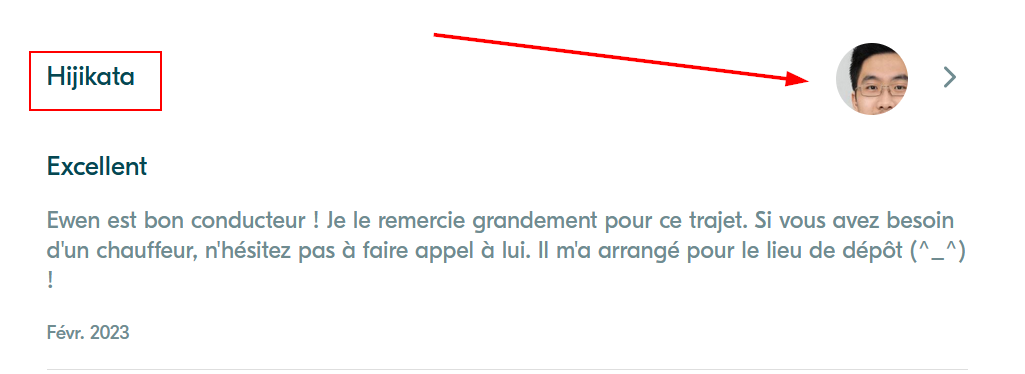 Hijikata
Excellent
Ewen est bon conducteur ! Je le remercie grandement pour ce trajet. Si vous avez besoin
d'un chauffeur, n'hésitez pas à faire appel à lui. Il m'a arrangé pour le lieu de dépôt (^_^)
!
Févr. 2023